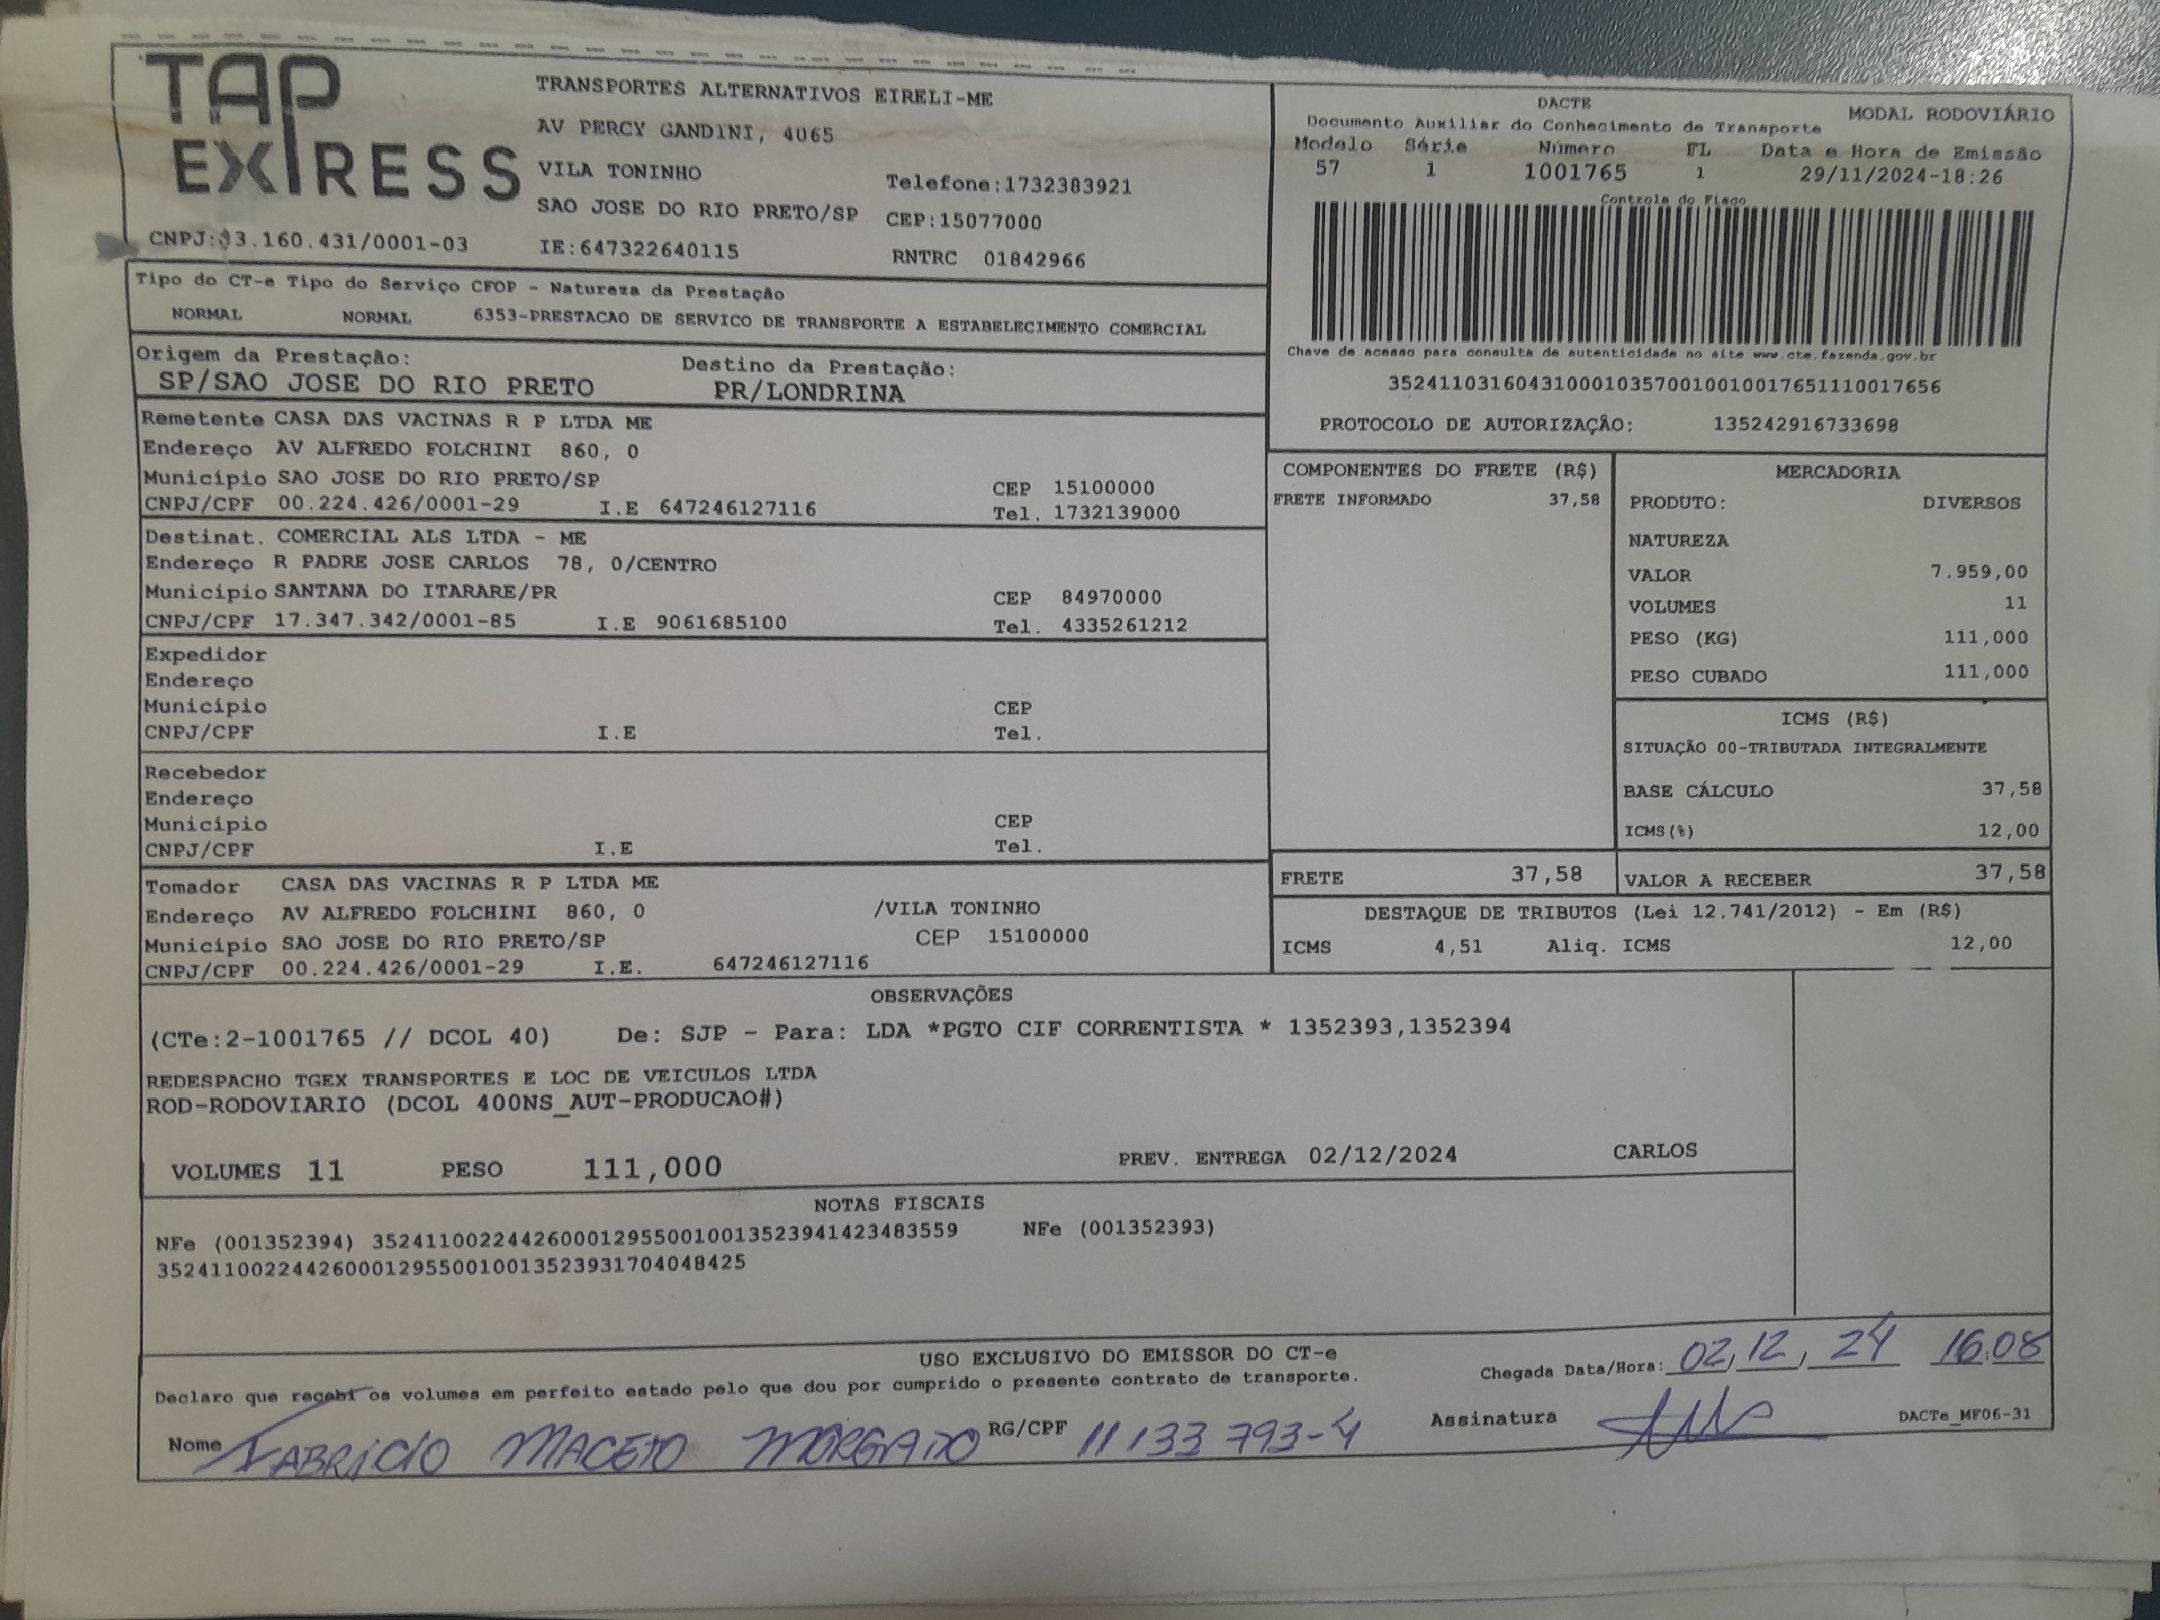 TAP
EXPRESS
TRANSPORTES ALTERNATIVOS EIRELI-ME
AV PERCY GANDINI, 4065
VILA TONINHO
Telefone:1732383921
SAO JOSE DO RIO PRETO/SP
CEP:15077000
CNPJ:03.160.431/0001-03
IE:647322640115
RNTRC 01842966
DACTE
MODAL RODOVIÁRIO
Documento Auxiliar do Conhecimento de Transporte
Modelo Série Número FL Data e Hora de Emissão
57 1 1001765 1 29/11/2024-18:26
Controle do Fisco
Chave de acesso para consulta de autenticidade no site www.cte.fazenda.gov.br
35241103160431000103570010010017651110017656
PROTOCOLO DE AUTORIZAÇÂO: 135242916733698
Tipo do CT-e Tipo do Serviço CFOP - Natureza da Prestação
NORMAL NORMAL 6353-PRESTACAO DE SERVICO DE TRANSPORTE A ESTABELECIMENTO COMERCIAL
Origem da Prestação: Destino da Prestação:
SP/SAO JOSE DO RIO PRETO PR/LONDRINA
Remetente CASA DAS VACINAS R P LTDA ME
Endereço AV ALFREDO FOLCHINI 860, 0
Município SAO JOSE DO RIO PRETO/SP CEP 15100000
CNPJ/CPF 00.224.426/0001-29 I.E 647246127116 Tel. 1732139000
Destinat. COMERCIAL ALS LTDA - ME
Endereço R PADRE JOSE CARLOS 78, 0/CENTRO
Município SANTANA DO ITARARE/PR CEP 84970000
CNPJ/CPF 17.347.342/0001-85 I.E 9061685100 Tel. 4335261212
Expedidor
Endereço
Município CEP
CNPJ/CPF I.E Tel.
Recebedor
Endereço
Município CEP
CNPJ/CPF I.E Tel.
Tomador CASA DAS VACINAS R P LTDA ME
Endereço AV ALFREDO FOLCHINI 860, 0 /VILA TONINHO
Município SAO JOSE DO RIO PRETO/SP CEP 15100000
CNPJ/CPF 00.224.426/0001-29 I.E. 647246127116
COMPONENTES DO FRETE (R$)
FRETE INFORMADO 37,58
MERCADORIA
PRODUTO: DIVERSOS
NATUREZA
VALOR 7.959,00
VOLUMES 11
PESO (KG) 111,000
PESO CUBADO 111,000
ICMS (R$)
SITUAÇÃO 00-TRIBUTADA INTEGRALMENTE
BASE CÁLCULO 37,58
ICMS(%) 12,00
FRETE 37,58
VALOR A RECEBER 37,58
DESTAQUE DE TRIBUTOS (Lei 12.741/2012) - Em (R$)
ICMS 4,51 Aliq. ICMS 12,00
OBSERVAÇÕES
(CTe:2-1001765 // DCOL 40) De: SJP - Para: LDA *PGTO CIF CORRENTISTA * 1352393,1352394
REDESPACHO TGEX TRANSPORTES E LOC DE VEICULOS LTDA
ROD-RODOVIARIO (DCOL 400NS_AUT-PRODUCAO#)
VOLUMES 11 PESO 111,000 PREV. ENTREGA 02/12/2024 CARLOS
NOTAS FISCAIS
NFe (001352394) 35241100224426000129550010013523941423483559 NFe (001352393)
35241100224426000129550010013523931704048425
USO EXCLUSIVO DO EMISSOR DO CT-e
Chegada Data/Hora: 02,12, 24 16:08
Declaro que recebi os volumes em perfeito estado pelo que dou por cumprido o presente contrato de transporte.
Nome FABRICIO MACEDO MORGADO RG/CPF 11 133 793-4 Assinatura
DACTe_MF06-31